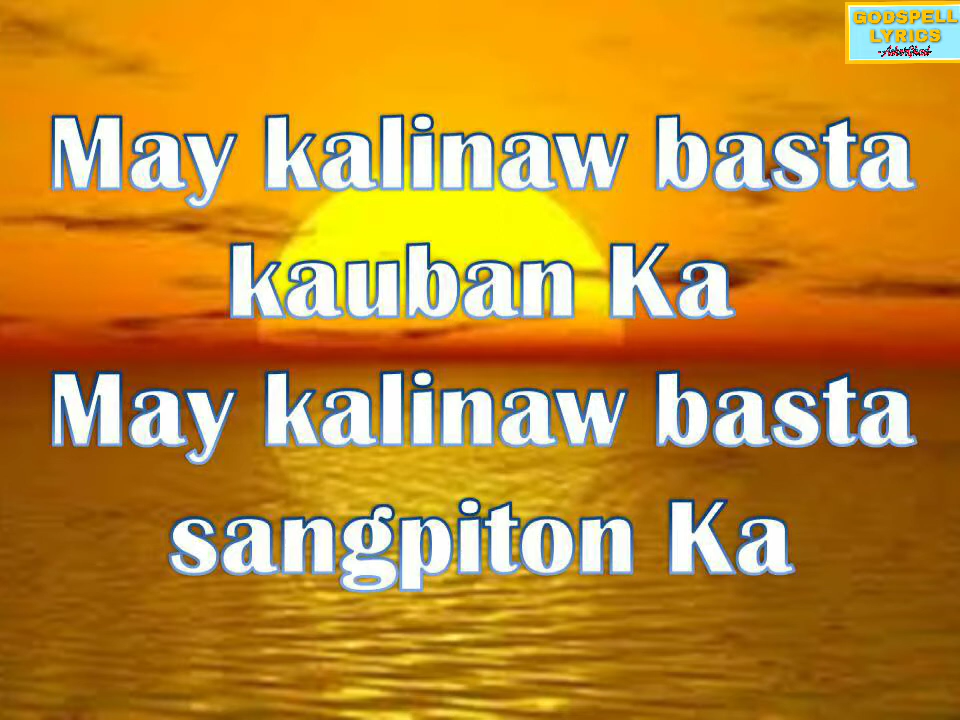 GODSPELL
LYRICS
May kalinaw basta
kauban Ka
May kalinaw basta
sangpiton Ka